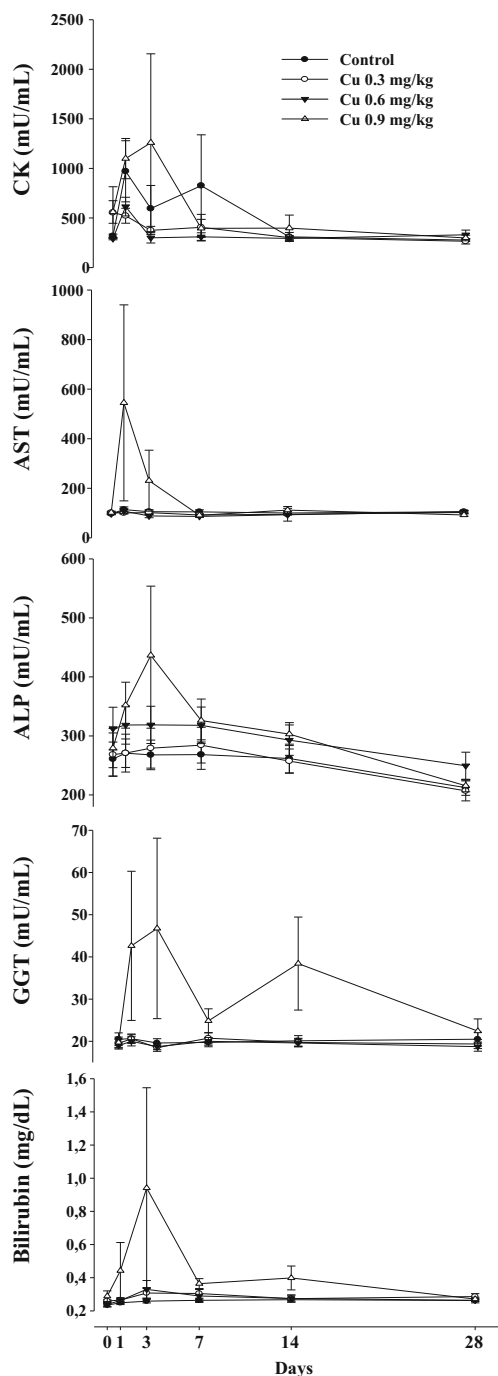 CK (mU/mL)
2500
2000
1500
1000
500
0
Control
Cu 0.3 mg/kg
Cu 0.6 mg/kg
Cu 0.9 mg/kg
AST (mU/mL)
1000
800
600
400
200
0
ALP (mU/mL)
600
500
400
300
200
GGT (mU/mL)
70
60
50
40
30
20
Bilirubin (mg/dL)
1,6
1,4
1,2
1,0
0,8
0,6
0,4
0,2
0 1 3 7 14 28
Days